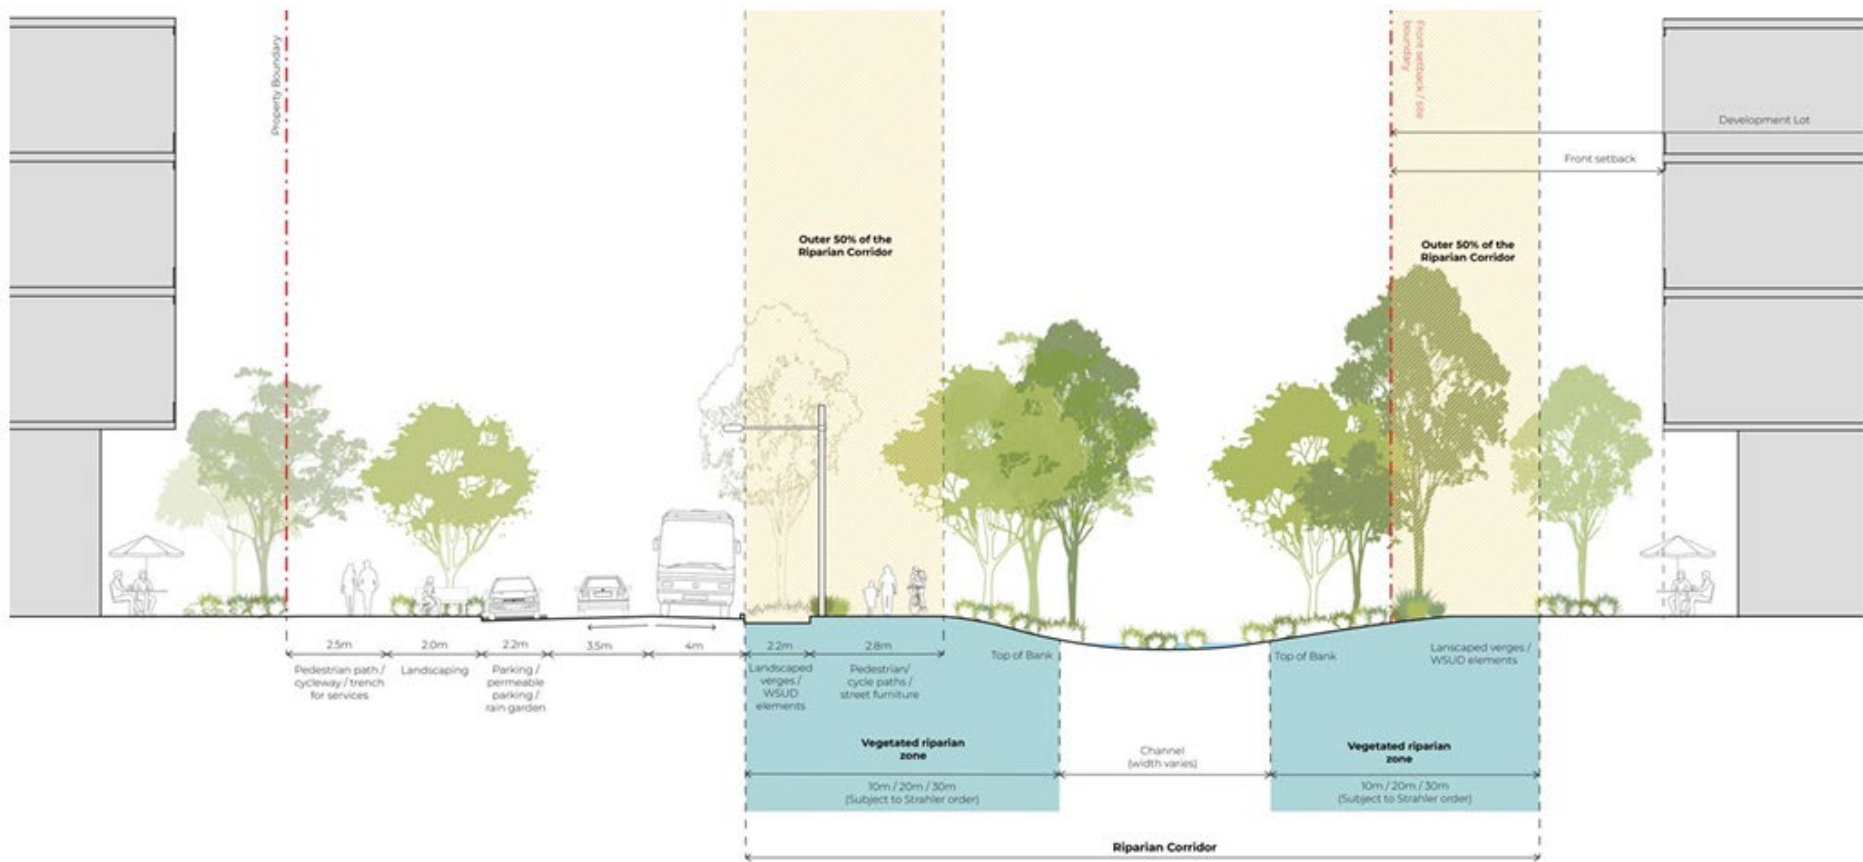 Property Boundary
Front setback / site
boundary
Development Lot
Front setback
Outer 50% of the
Riparian Corridor
Outer 50% of the
Riparian Corridor
2.5m
2.0m
2.2m
3.5m
4m
2.2m
2.8m
Pedestrian path /
cycleway / trench
for services
Landscaping
Parking /
permeable
parking /
rain garden
Landscaped
verges /
WSUD
elements
Pedestrian/
cycle paths /
street furniture
Top of Bank
Top of Bank
Lanscaped verges /
WSUD elements
Vegetated riparian
zone
10m / 20m / 30m
(Subject to Strahler order)
Channel
(width varies)
Vegetated riparian
zone
10m / 20m / 30m
(Subject to Strahler order)
Riparian Corridor